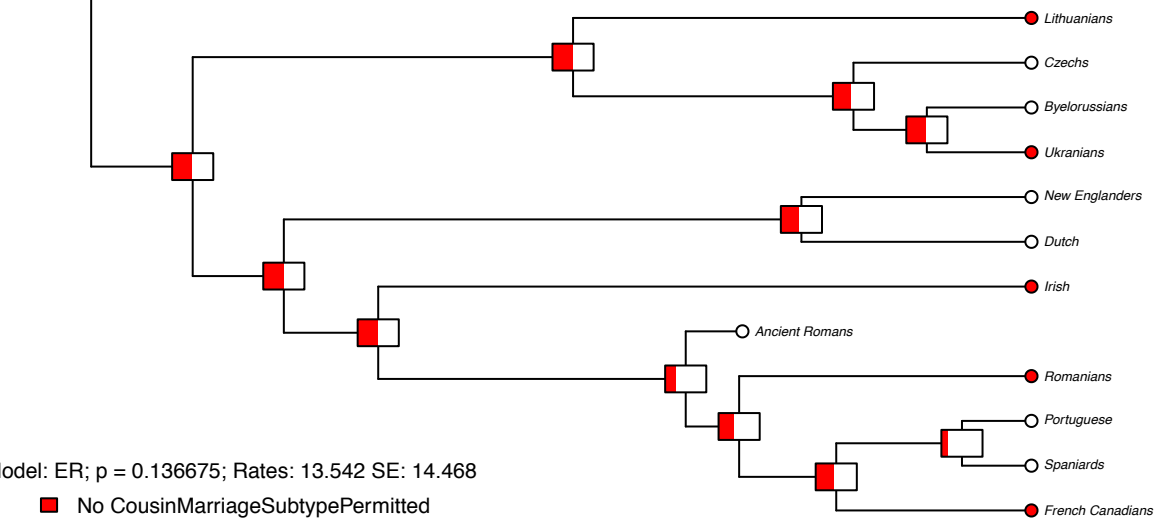 Lithuanians
Czechs
Byelorussians
Ukranians
New Englanders
Dutch
Irish
Ancient Romans
Romanians
Portuguese
Spaniards
French Canadians
odel: ER; p = 0.136675; Rates: 13.542 SE: 14.468
No CousinMarriageSubtypePermitted